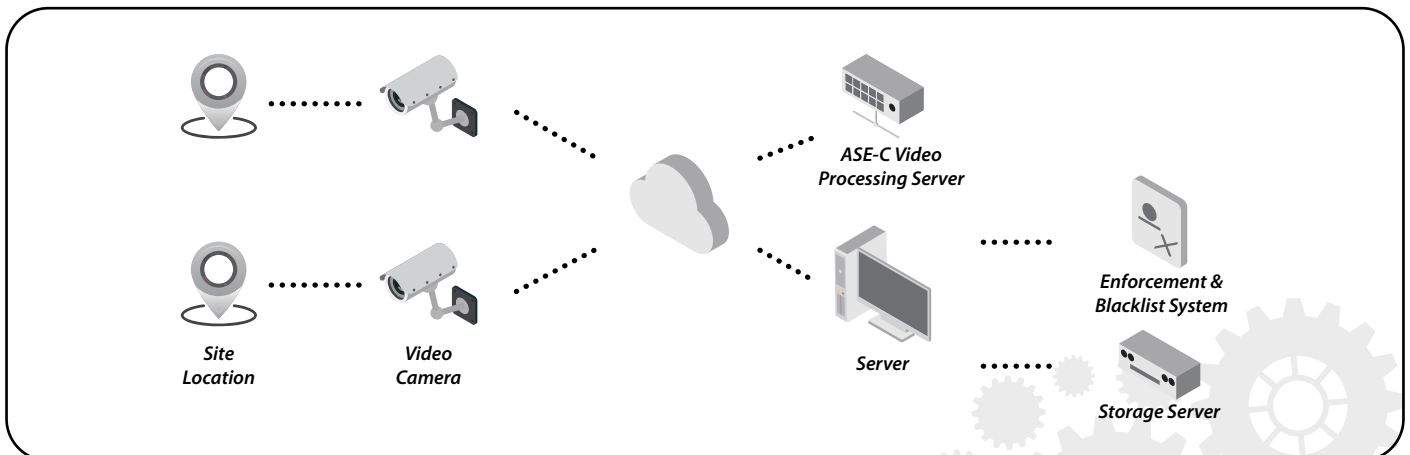 ASE-C Video
Processing Server
Enforcement &
Blacklist System
Site
Location
Video
Camera
Server
Storage Server